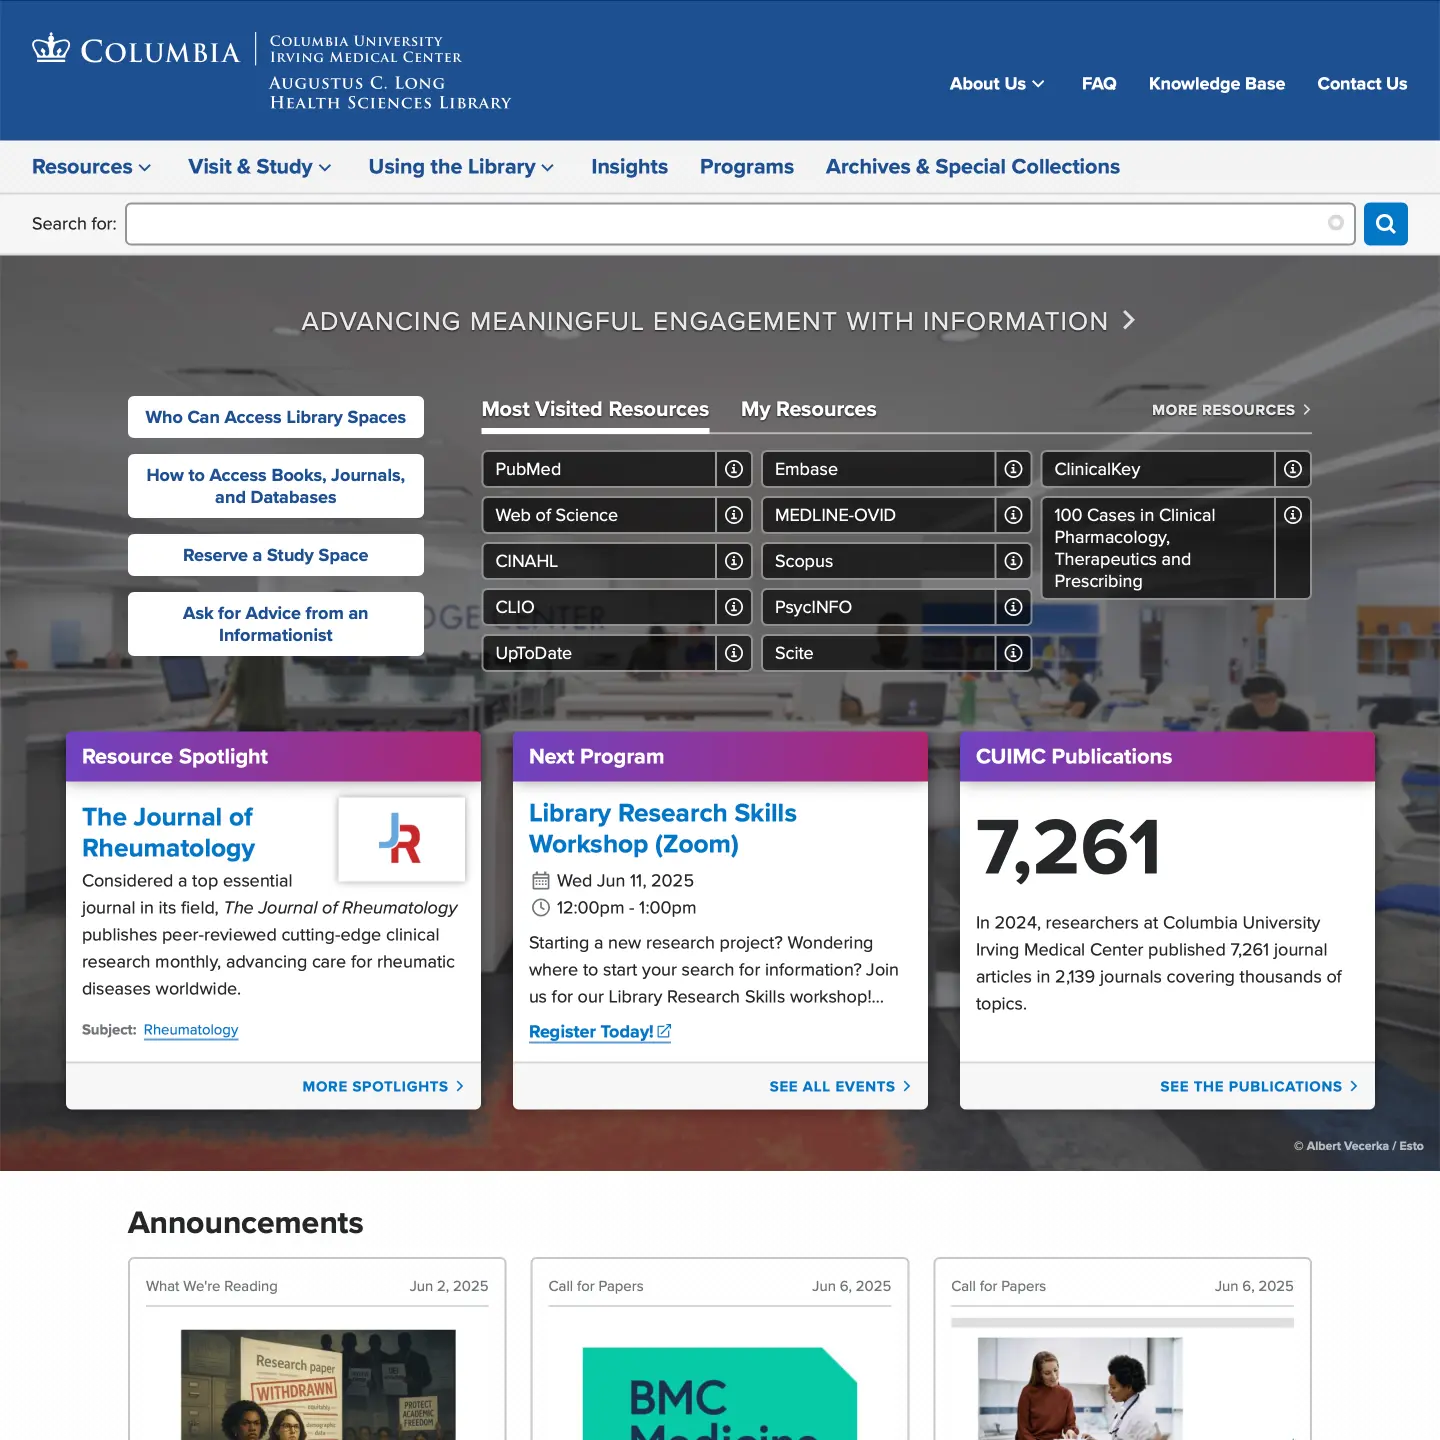 COLUMBIA
COLUMBIA UNIVERSITY
IRVING MEDICAL CENTER
AUGUSTUS C. LONG
HEALTH SCIENCES LIBRARY
About Us
FAQ
Knowledge Base
Contact Us
Resources
Visit & Study
Using the Library
Insights
Programs
Archives & Special Collections
Search for:
ADVANCING MEANINGFUL ENGAGEMENT WITH INFORMATION
Who Can Access Library Spaces
How to Access Books, Journals,
and Databases
Reserve a Study Space
Ask for Advice from an
Informationist
Most Visited Resources
My Resources
MORE RESOURCES
PubMed
Web of Science
CINAHL
CLIO
UpToDate
Embase
MEDLINE-OVID
Scopus
PsycINFO
Scite
ClinicalKey
100 Cases in Clinical
Pharmacology,
Therapeutics and
Prescribing
CENTER
Resource Spotlight
The Journal of
Rheumatology
JR
Considered a top essential
journal in its field, The Journal of Rheumatology
publishes peer-reviewed cutting-edge clinical
research monthly, advancing care for rheumatic
diseases worldwide.
Subject: Rheumatology
MORE SPOTLIGHTS
Next Program
Library Research Skills
Workshop (Zoom)
Wed Jun 11, 2025
12:00pm - 1:00pm
Starting a new research project? Wondering
where to start your search for information? Join
us for our Library Research Skills workshop!...
Register Today!
SEE ALL EVENTS
CUIMC Publications
7,261
In 2024, researchers at Columbia University
Irving Medical Center published 7,261 journal
articles in 2,139 journals covering thousands of
topics.
SEE THE PUBLICATIONS
© Albert Vecerka / Esto
Announcements
What We're Reading
Jun 2, 2025
Research paper
WITHDRAWN
PROTECT
ACADEMIC
FREEDOM
Call for Papers
Jun 6, 2025
BMC
Medicine
Call for Papers
Jun 6, 2025